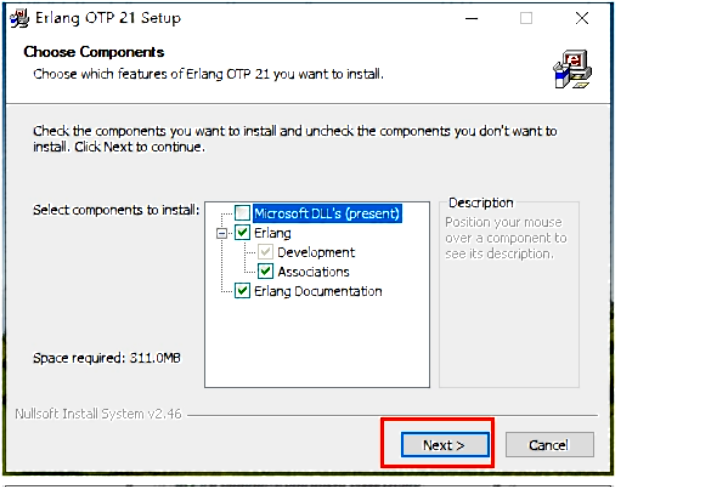 Erlang OTP 21 Setup
Choose Components
Choose which features of Erlang OTP 21 you want to install.
Check the components you want to install and uncheck the components you don't want to
install. Click Next to continue.
Select components to install:
Microsoft DLL's (present)
Erlang
Development
Associations
Erlang Documentation
Description
Position your mouse
over a component to
see its description.
Space required: 311.0MB
Nullsoft Install System v2.46
Next >
Cancel